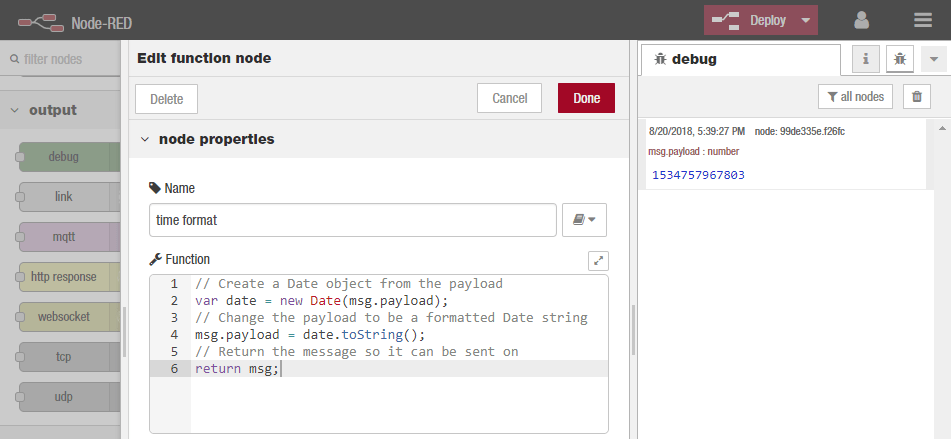 Node-RED
Deploy
filter nodes
output
debug
link
mqtt
http response
websocket
tcp
udp
Edit function node
Delete
Cancel
Done
node properties
Name
time format
Function
1 // Create a Date object from the payload
2 var date = new Date(msg.payload);
3 // Change the payload to be a formatted Date string
4 msg.payload = date.toString();
5 // Return the message so it can be sent on
6 return msg;
debug
i
all nodes
8/20/2018, 5:39:27 PM node: 99de335e.f26fc
msg.payload : number
1534757967803